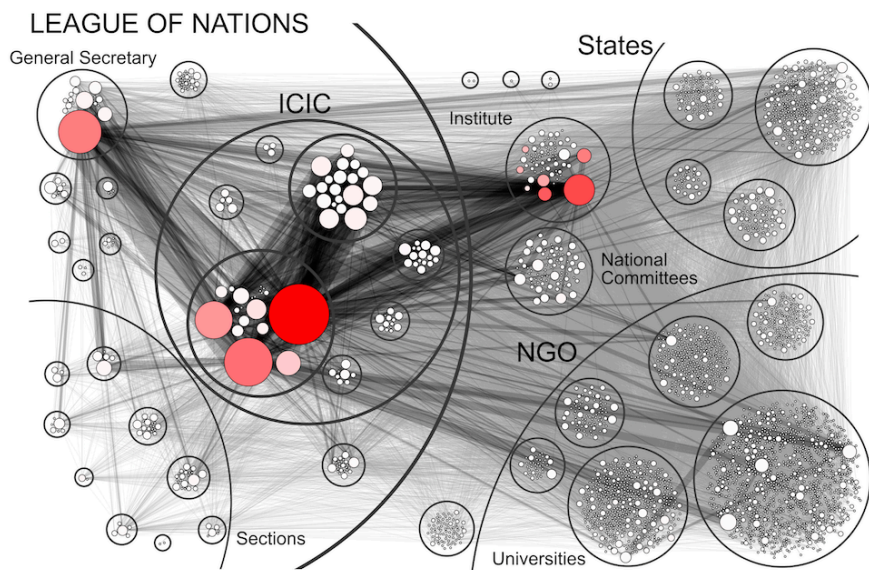 LEAGUE OF NATIONS
General Secretary
States
ICIC
Institute
National
Committees
NGO
Sections
Universities